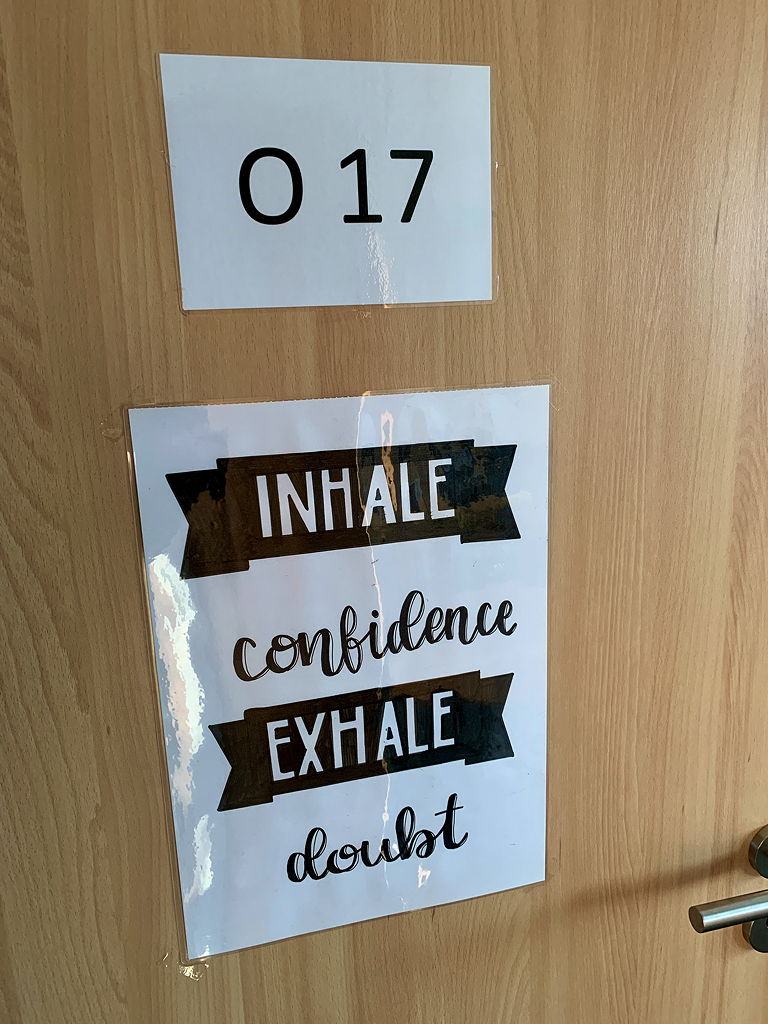 O 17
INHALE
confidence
EXHALE
doubt